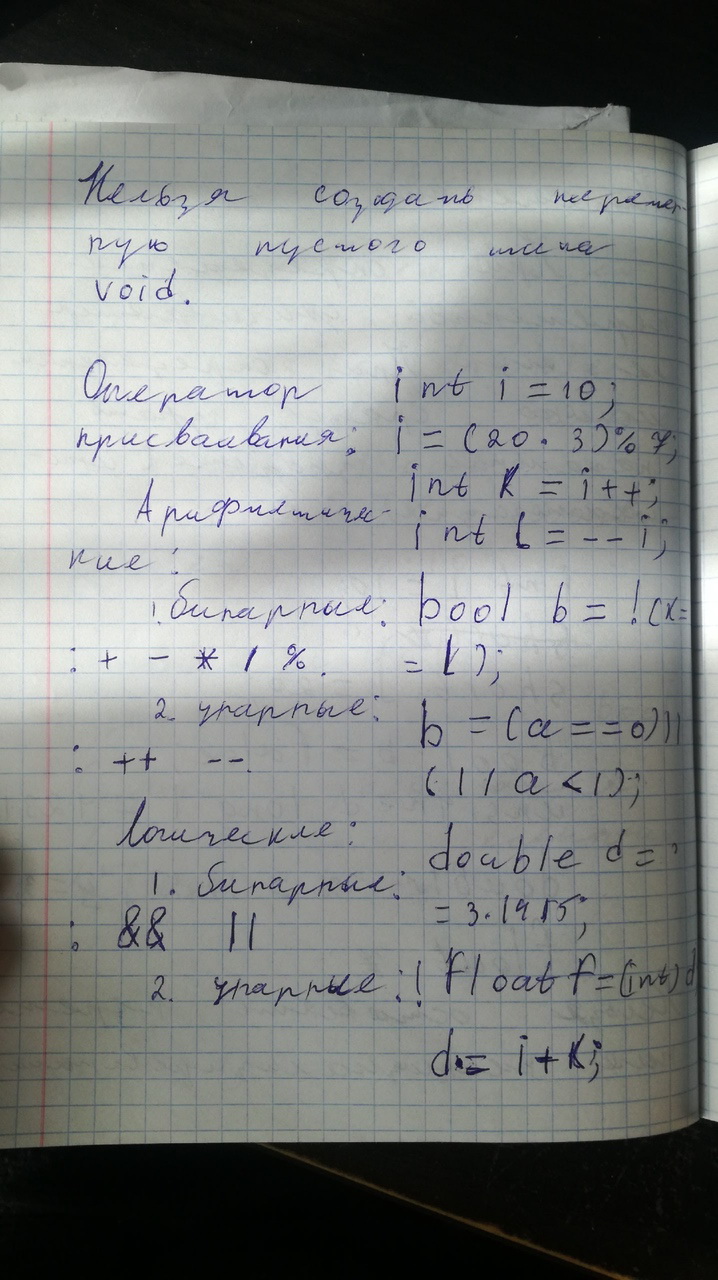 Нельзя создать перемен-
ную пустого типа
void.
Оператор
присваивания:
Арифметичес-
кие:
1. бинарные:
: + - * / %.
2. унарные:
: ++ --.
Логические:
1. бинарные:
: && ||
2. унарные: !
int i = 10;
i = (20 . 3) % 7;
int k = i++;
int l = --i;
bool b = !(k=
= l);
b = (a == 0) ||
(11 a < 1);
double d =
= 3.1415;
float f = (int) d
d = i + k;